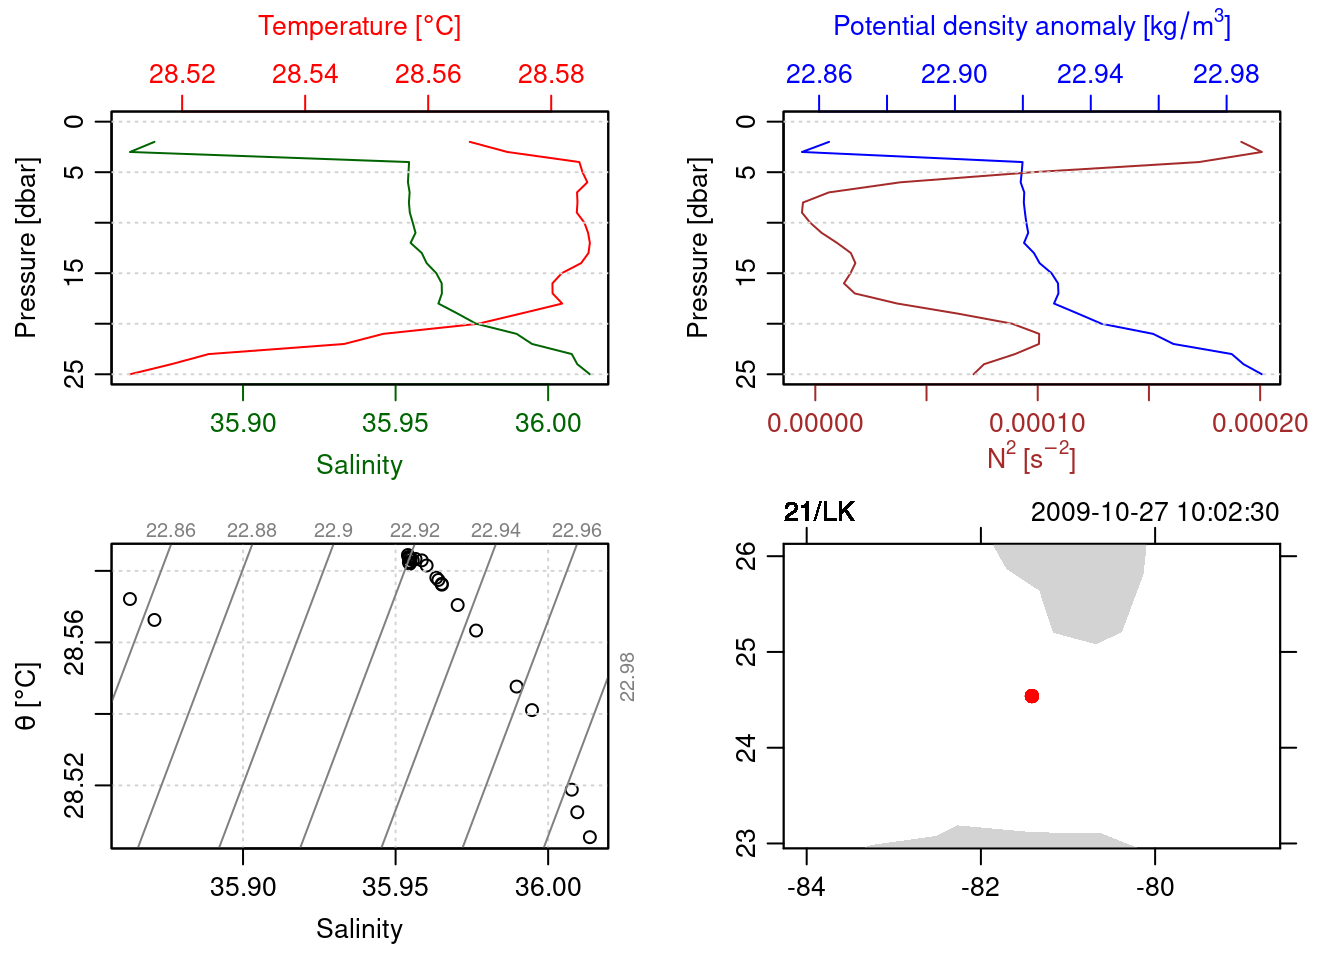 Temperature [°C]
28.52 28.54 28.56 28.58
Pressure [dbar]
0
5
15
25
35.90 35.95 36.00
Salinity
Potential density anomaly [kg/m³]
22.86 22.90 22.94 22.98
Pressure [dbar]
0
5
15
25
0.00000 0.00010 0.00020
N² [s⁻²]
22.86 22.88 22.9 22.92 22.94 22.96
22.98
θ [°C]
28.56
28.52
35.90 35.95 36.00
Salinity
21/LK 2009-10-27 10:02:30
26
25
24
23
-84 -82 -80